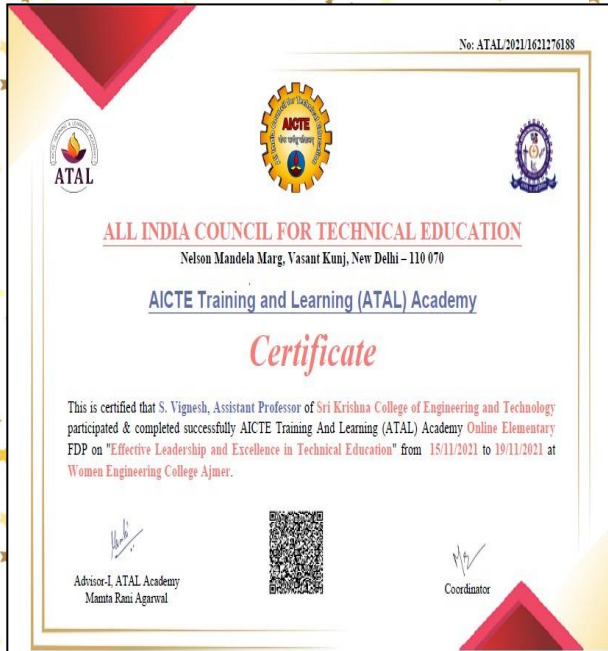 No: ATAL/2021/1621276188
AICTE
ATAL
ALL INDIA COUNCIL FOR TECHNICAL EDUCATION
Nelson Mandela Marg, Vasant Kunj, New Delhi – 110 070
AICTE Training and Learning (ATAL) Academy
Certificate
This is certified that S. Vignesh, Assistant Professor of Sri Krishna College of Engineering and Technology
participated & completed successfully AICTE Training And Learning (ATAL) Academy Online Elementary
FDP on "Effective Leadership and Excellence in Technical Education" from 15/11/2021 to 19/11/2021 at
Women Engineering College Ajmer.
Advisor-I, ATAL Academy
Mamta Rani Agarwal
Coordinator